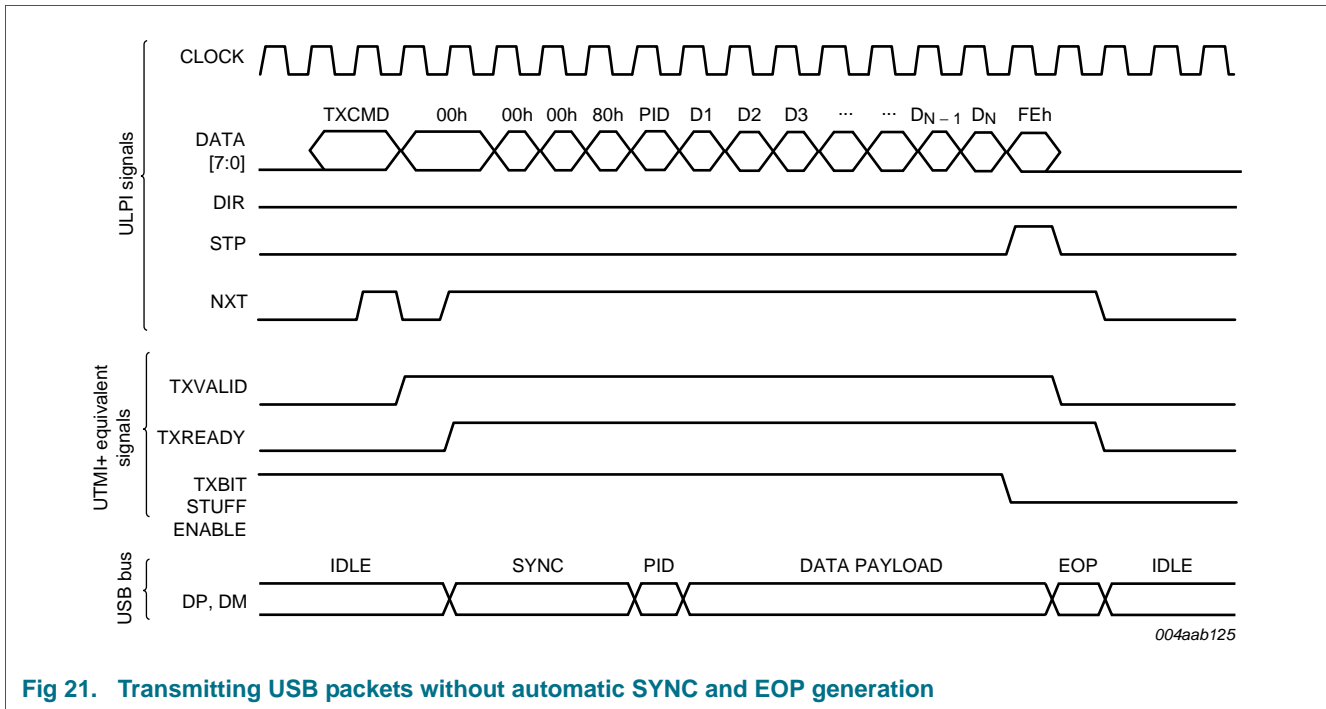 ULPI signals
CLOCK
TXCMD 00h 00h 00h 80h PID D1 D2 D3 ... ... DN – 1 DN FEh
DATA
[7:0]
DIR
STP
NXT
UTMI+ equivalent
signals
TXVALID
TXREADY
TXBIT
STUFF
ENABLE
USB bus
IDLE SYNC PID DATA PAYLOAD EOP IDLE
DP, DM
004aab125
Fig 21. Transmitting USB packets without automatic SYNC and EOP generation